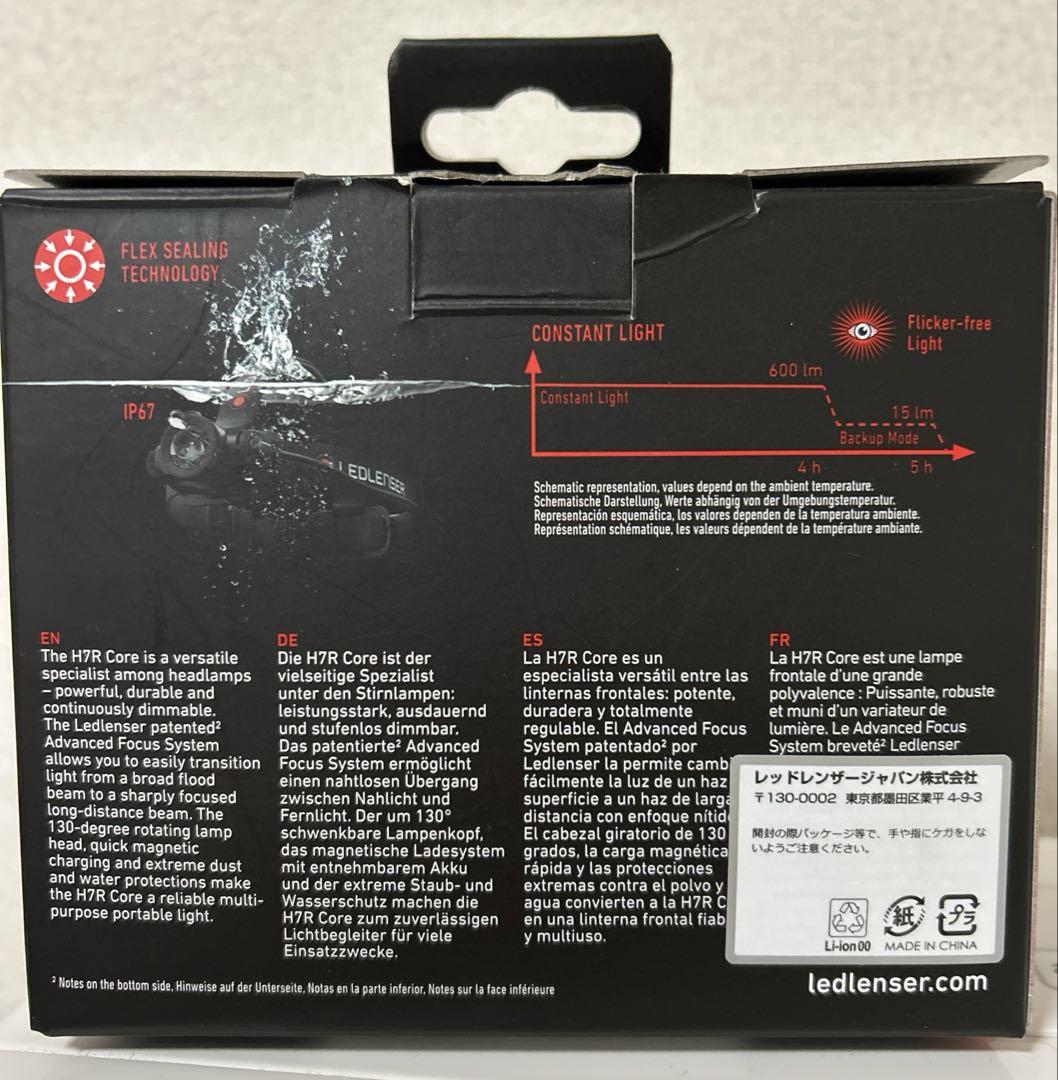 FLEX SEALING
TECHNOLOGY
IP67
LEDLENSER
CONSTANT LIGHT
Flicker-free
Light
600 lm
Constant Light
15 lm
Backup Mode
4 h
5 h
Schematic representation, values depend on the ambient temperature.
Schematische Darstellung, Werte abhängig von der Umgebungstemperatur.
Representación esquemática, los valores dependen de la temperatura ambiente.
Représentation schématique, les valeurs dépendent de la température ambiante.
EN
The H7R Core is a versatile
specialist among headlamps
– powerful, durable and
continuously dimmable.
The Ledlenser patented²
Advanced Focus System
allows you to easily transition
light from a broad flood
beam to a sharply focused
long-distance beam. The
130-degree rotating lamp
head, quick magnetic
charging and extreme dust
and water protections make
the H7R Core a reliable multi-
purpose portable light.
DE
Die H7R Core ist der
vielseitige Spezialist
unter den Stirnlampen:
leistungsstark, ausdauernd
und stufenlos dimmbar.
Das patentierte² Advanced
Focus System ermöglicht
einen nahtlosen Übergang
zwischen Nahlicht und
Fernlicht. Der um 130°
schwenkbare Lampenkopf,
das magnetische Ladesystem
mit entnehmbarem Akku
und der extreme Staub- und
Wasserschutz machen die
H7R Core zum zuverlässigen
Lichtbegleiter für viele
Einsatzzwecke.
ES
La H7R Core es un
especialista versátil entre las
linternas frontales: potente,
duradera y totalmente
regulable. El Advanced Focus
System patentado² por
Ledlenser la permite camb
fácilmente la luz de un haz
superficie a un haz de larga
distancia con enfoque nítido
El cabezal giratorio de 130
grados, la carga magnética
rápida y las protecciones
extremas contra el polvo y
agua convierten a la H7R C
en una linterna frontal fiab
y multiuso.
FR
La H7R Core est une lampe
frontale d'une grande
polyvalence : Puissante, robuste
et muni d'un variateur de
lumière. Le Advanced Focus
System breveté² Ledlenser
レッドレンザージャパン株式会社
〒130-0002 東京都墨田区業平 4-9-3
開封の際パッケージ等で、手や指にケガをしな
いようご注意ください。
Li-ion 00
紙
プラ
MADE IN CHINA
² Notes on the bottom side, Hinweise auf der Unterseite, Notas en la parte inferior, Notes sur la face inférieure
ledlenser.com